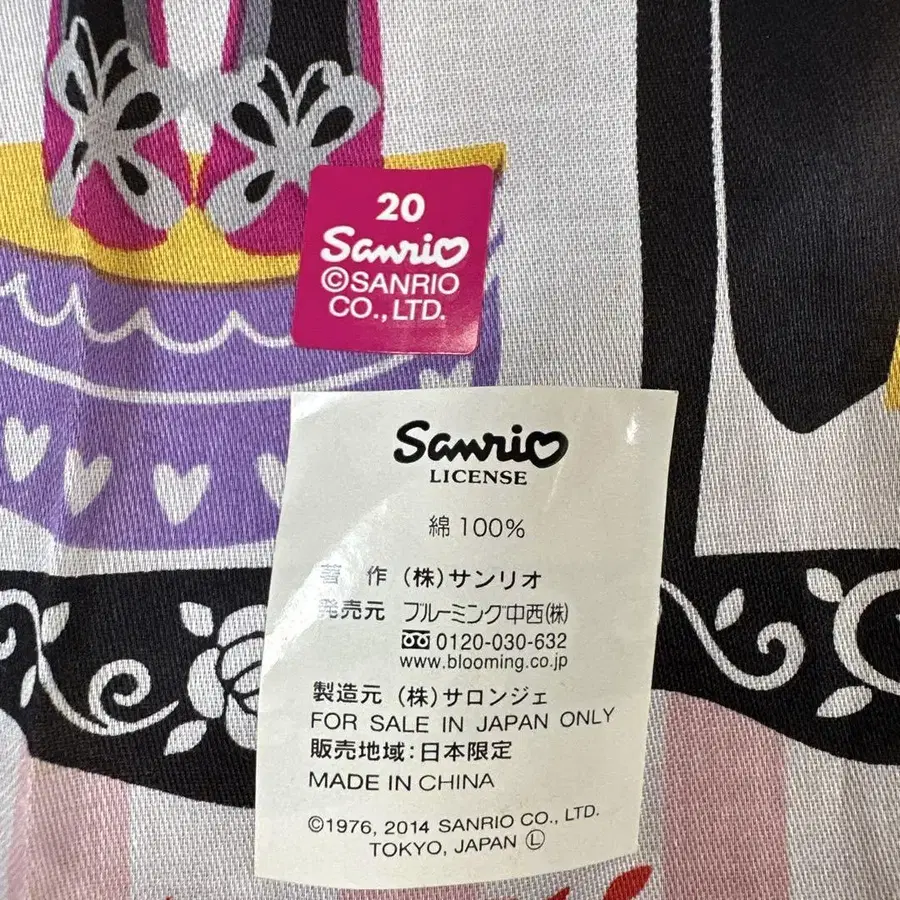 20
Sanrio
©SANRIO
CO.,LTD.
Sanrio
LICENSE
綿 100%
著 作 (株)サンリオ
発売元 ブルーミング中西(株)
0120-030-632
www.blooming.co.jp
製造元 (株)サロンジェ
FOR SALE IN JAPAN ONLY
販売地域:日本限定
MADE IN CHINA
©1976, 2014 SANRIO CO., LTD.
TOKYO, JAPAN Ⓛ